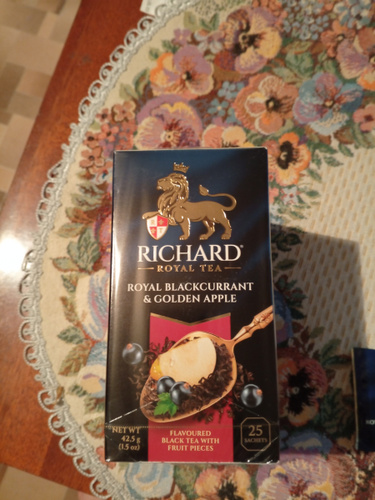 RICHARD®
ROYAL TEA
ROYAL BLACKCURRANT
& GOLDEN APPLE
NET WT
42,5 g
(1.5 oz)
FLAVOURED
BLACK TEA WITH
FRUIT PIECES
25
SACHETS